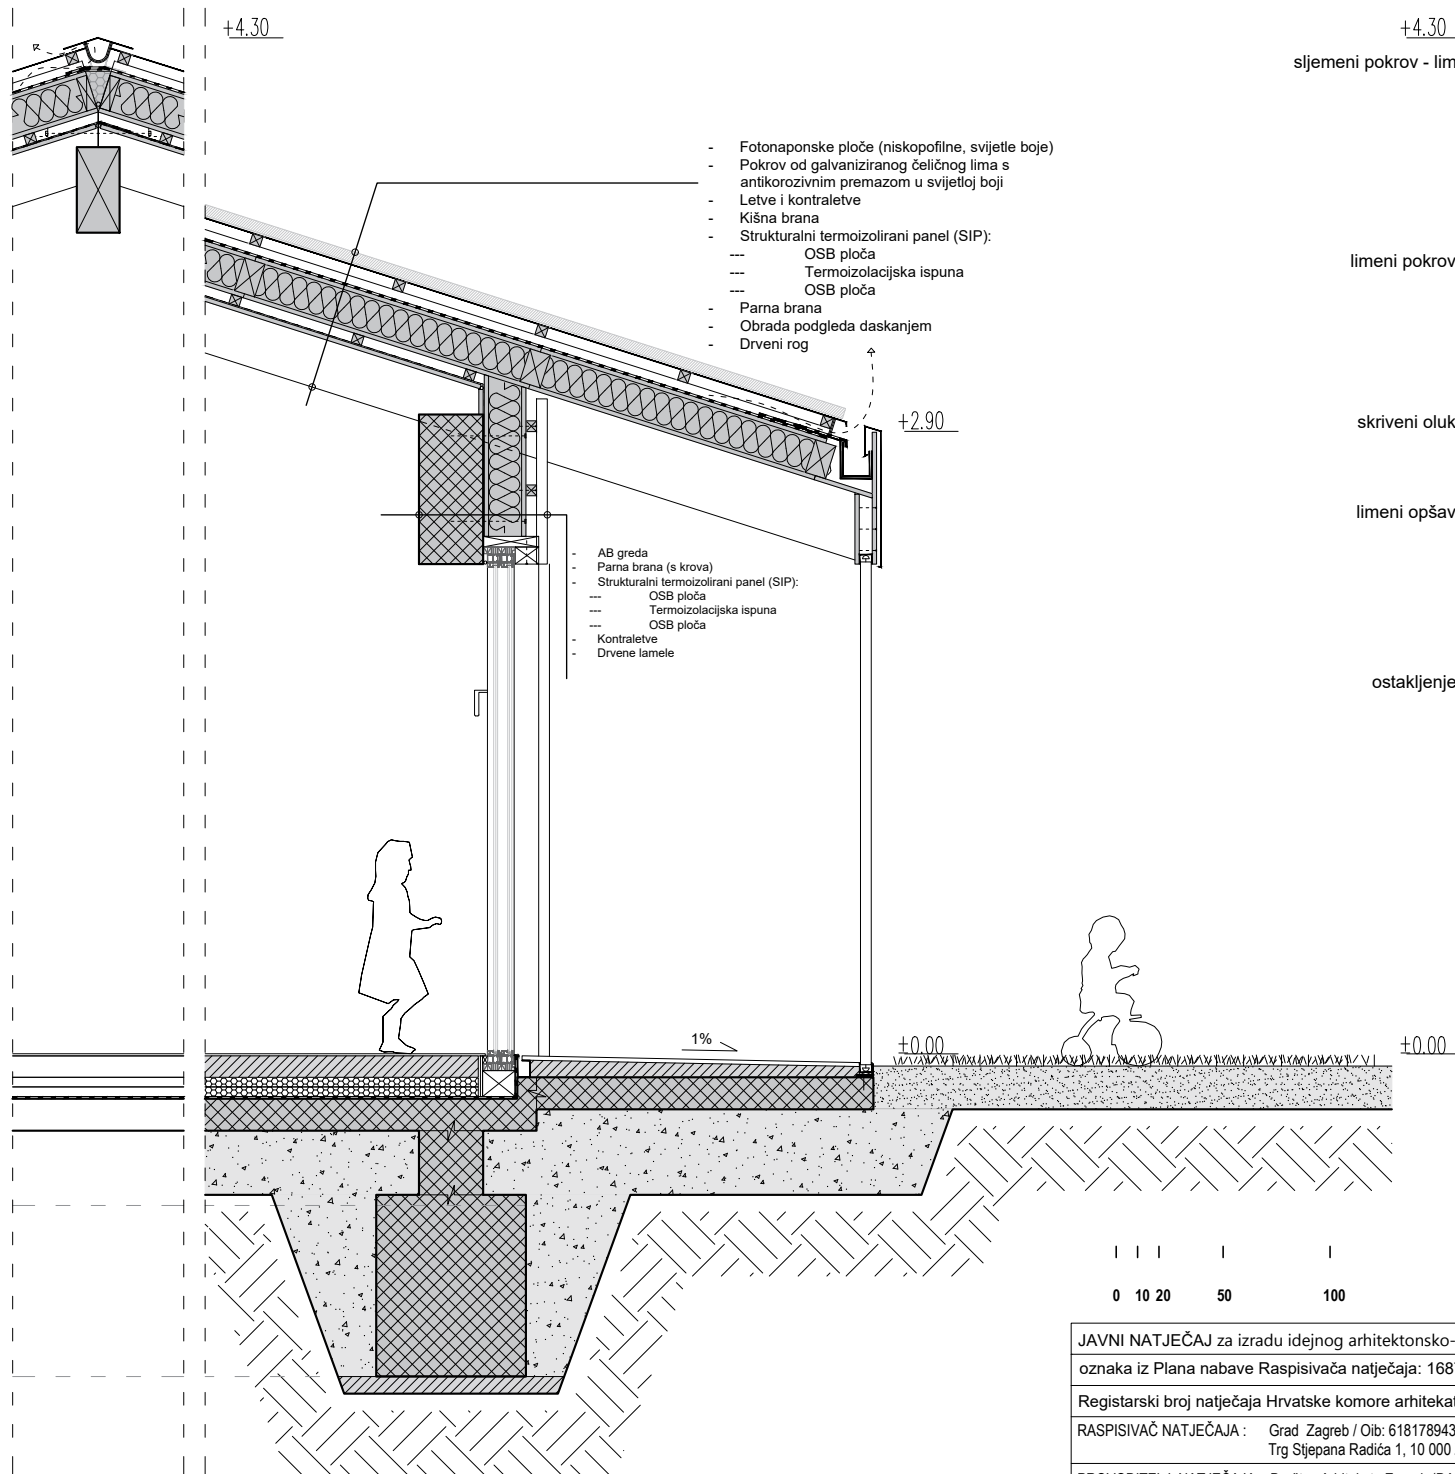 +4.30
+4.30
sljemeni pokrov - lim
- Fotonaponske ploče (niskopofilne, svijetle boje)
- Pokrov od galvaniziranog čeličnog lima s
antikorozivnim premazom u svijetloj boji
- Letve i kontraletve
- Kišna brana
- Strukturalni termoizolirani panel (SIP):
--- OSB ploča
--- Termoizolacijska ispuna
--- OSB ploča
- Parna brana
- Obrada podgleda daskanjem
- Drveni rog
limeni pokrov
+2.90
skriveni oluk
limeni opšav
- AB greda
- Parna brana (s krova)
- Strukturalni termoizolirani panel (SIP):
--- OSB ploča
--- Termoizolacijska ispuna
--- OSB ploča
- Kontraletve
- Drvene lamele
ostakljenje
1%
±0.00
±0.00
0 10 20 50 100
JAVNI NATJEČAJ za izradu idejnog arhitektonsko-
oznaka iz Plana nabave Raspisivača natječaja: 168
Registarski broj natječaja Hrvatske komore arhitekat
RASPISIVAČ NATJEČAJA : Grad Zagreb / Oib: 618178943
Trg Stjepana Radića 1, 10 000